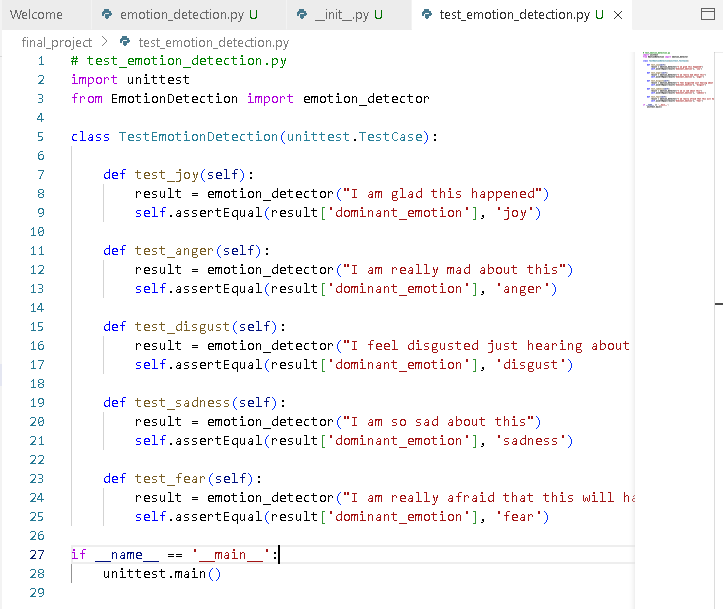 Welcome emotion_detection.py U __init__.py U test_emotion_detection.py U
final_project > test_emotion_detection.py
1 # test_emotion_detection.py
2 import unittest
3 from EmotionDetection import emotion_detector
4
5 class TestEmotionDetection(unittest.TestCase):
6
7 def test_joy(self):
8 result = emotion_detector("I am glad this happened")
9 self.assertEqual(result['dominant_emotion'], 'joy')
10
11 def test_anger(self):
12 result = emotion_detector("I am really mad about this")
13 self.assertEqual(result['dominant_emotion'], 'anger')
14
15 def test_disgust(self):
16 result = emotion_detector("I feel disgusted just hearing about
17 self.assertEqual(result['dominant_emotion'], 'disgust')
18
19 def test_sadness(self):
20 result = emotion_detector("I am so sad about this")
21 self.assertEqual(result['dominant_emotion'], 'sadness')
22
23 def test_fear(self):
24 result = emotion_detector("I am really afraid that this will ha
25 self.assertEqual(result['dominant_emotion'], 'fear')
26
27 if __name__ == '__main__':
28 unittest.main()
29